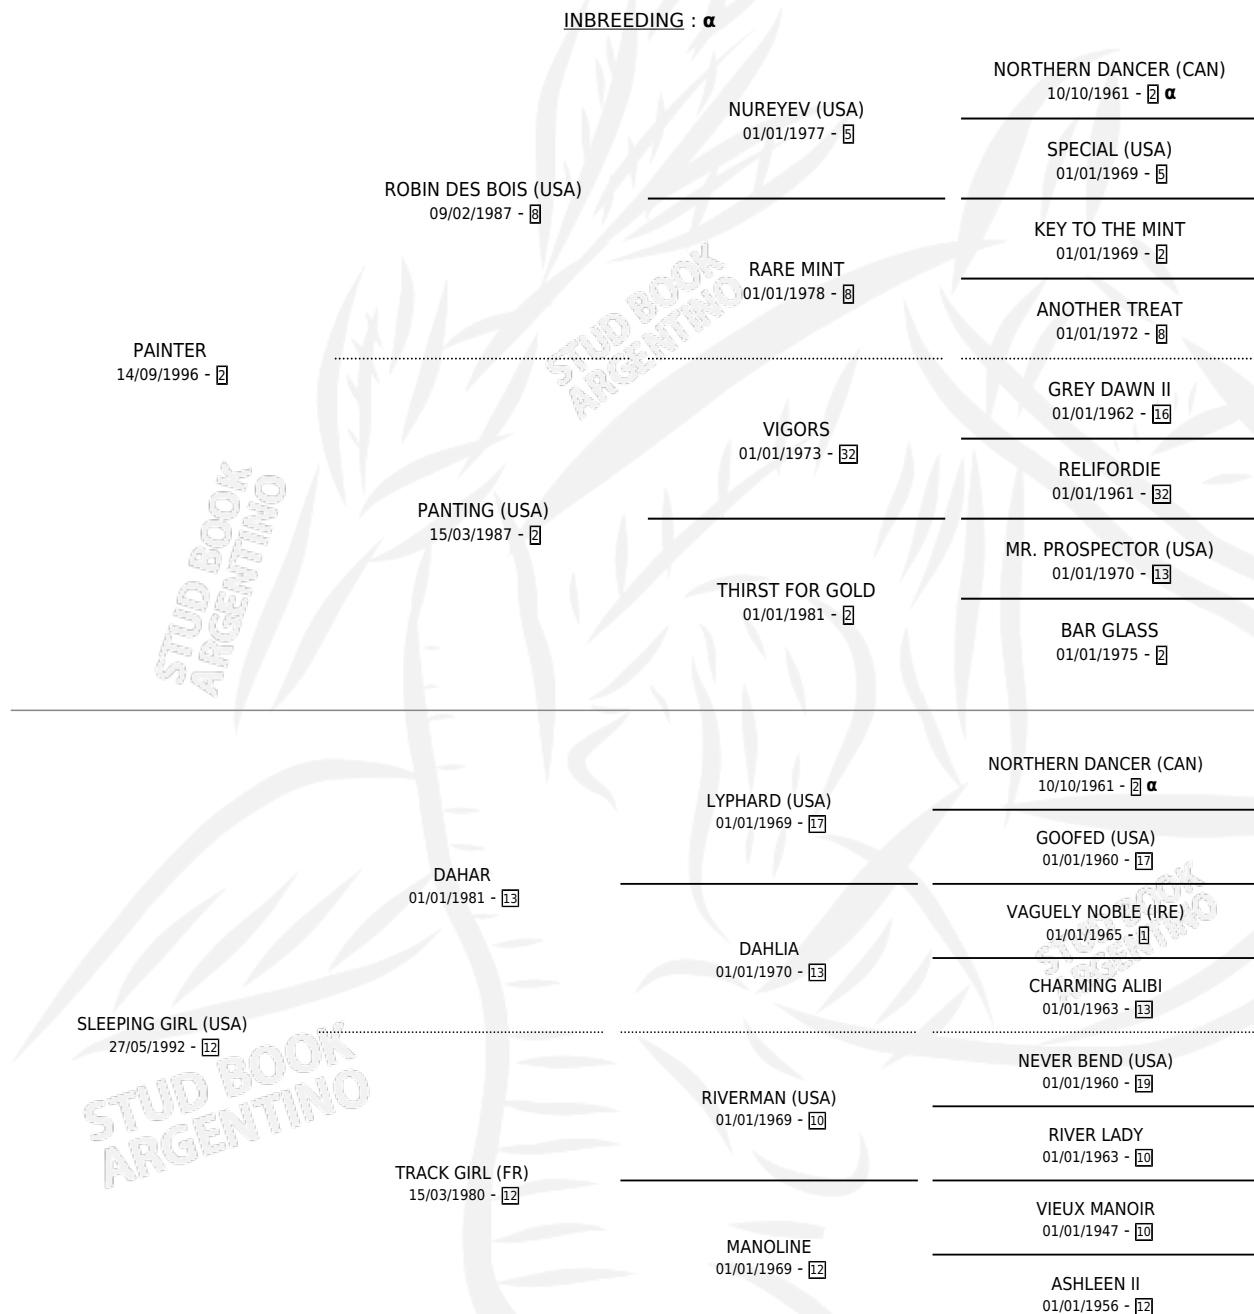 INBREEDING : α
NORTHERN DANCER (CAN)
10/10/1961 - 2 α
NUREYEV (USA)
01/01/1977 - 5
SPECIAL (USA)
01/01/1969 - 5
ROBIN DES BOIS (USA)
09/02/1987 - 8
KEY TO THE MINT
01/01/1969 - 2
RARE MINT
01/01/1978 - 8
ANOTHER TREAT
01/01/1972 - 8
PAINTER
14/09/1996 - 2
GREY DAWN II
01/01/1962 - 16
VIGORS
01/01/1973 - 32
RELIFORDIE
01/01/1961 - 32
PANTING (USA)
15/03/1987 - 2
MR. PROSPECTOR (USA)
01/01/1970 - 13
THIRST FOR GOLD
01/01/1981 - 2
BAR GLASS
01/01/1975 - 2
NORTHERN DANCER (CAN)
10/10/1961 - 2 α
LYPHARD (USA)
01/01/1969 - 17
GOOFED (USA)
01/01/1960 - 17
DAHAR
01/01/1981 - 13
VAGUELY NOBLE (IRE)
01/01/1965 - 1
DAHLIA
01/01/1970 - 13
CHARMING ALIBI
01/01/1963 - 13
SLEEPING GIRL (USA)
27/05/1992 - 12
NEVER BEND (USA)
01/01/1960 - 19
RIVERMAN (USA)
01/01/1969 - 10
RIVER LADY
01/01/1963 - 10
TRACK GIRL (FR)
15/03/1980 - 12
VIEUX MANOIR
01/01/1947 - 10
MANOLINE
01/01/1969 - 12
ASHLEEN II
01/01/1956 - 12
STUD BOOK
ARGENTINO
STUD BOOK
ARGENTINO
STUD BOOK
ARGENTINO
STUD BOOK
ARGENTINO